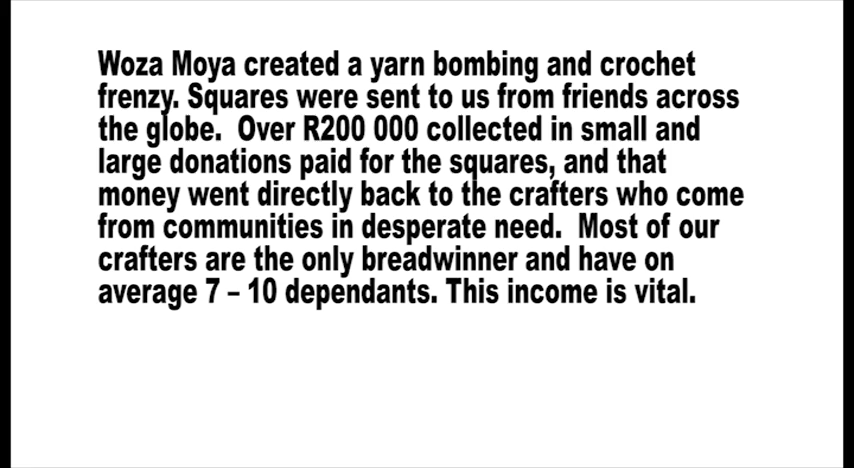 Woza Moya created a yarn bombing and crochet
frenzy. Squares were sent to us from friends across
the globe.  Over R200 000 collected in small and
large donations paid for the squares, and that
money went directly back to the crafters who come
from communities in desperate need.  Most of our
crafters are the only breadwinner and have on
average 7 – 10 dependants. This income is vital.